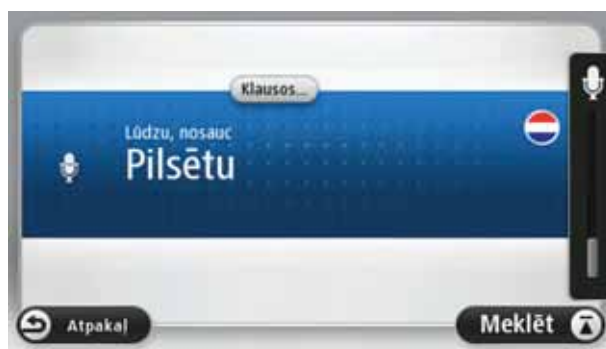 Klausos...
Lūdzu, nosauc
Pilsētu
Atpakaļ
Meklēt